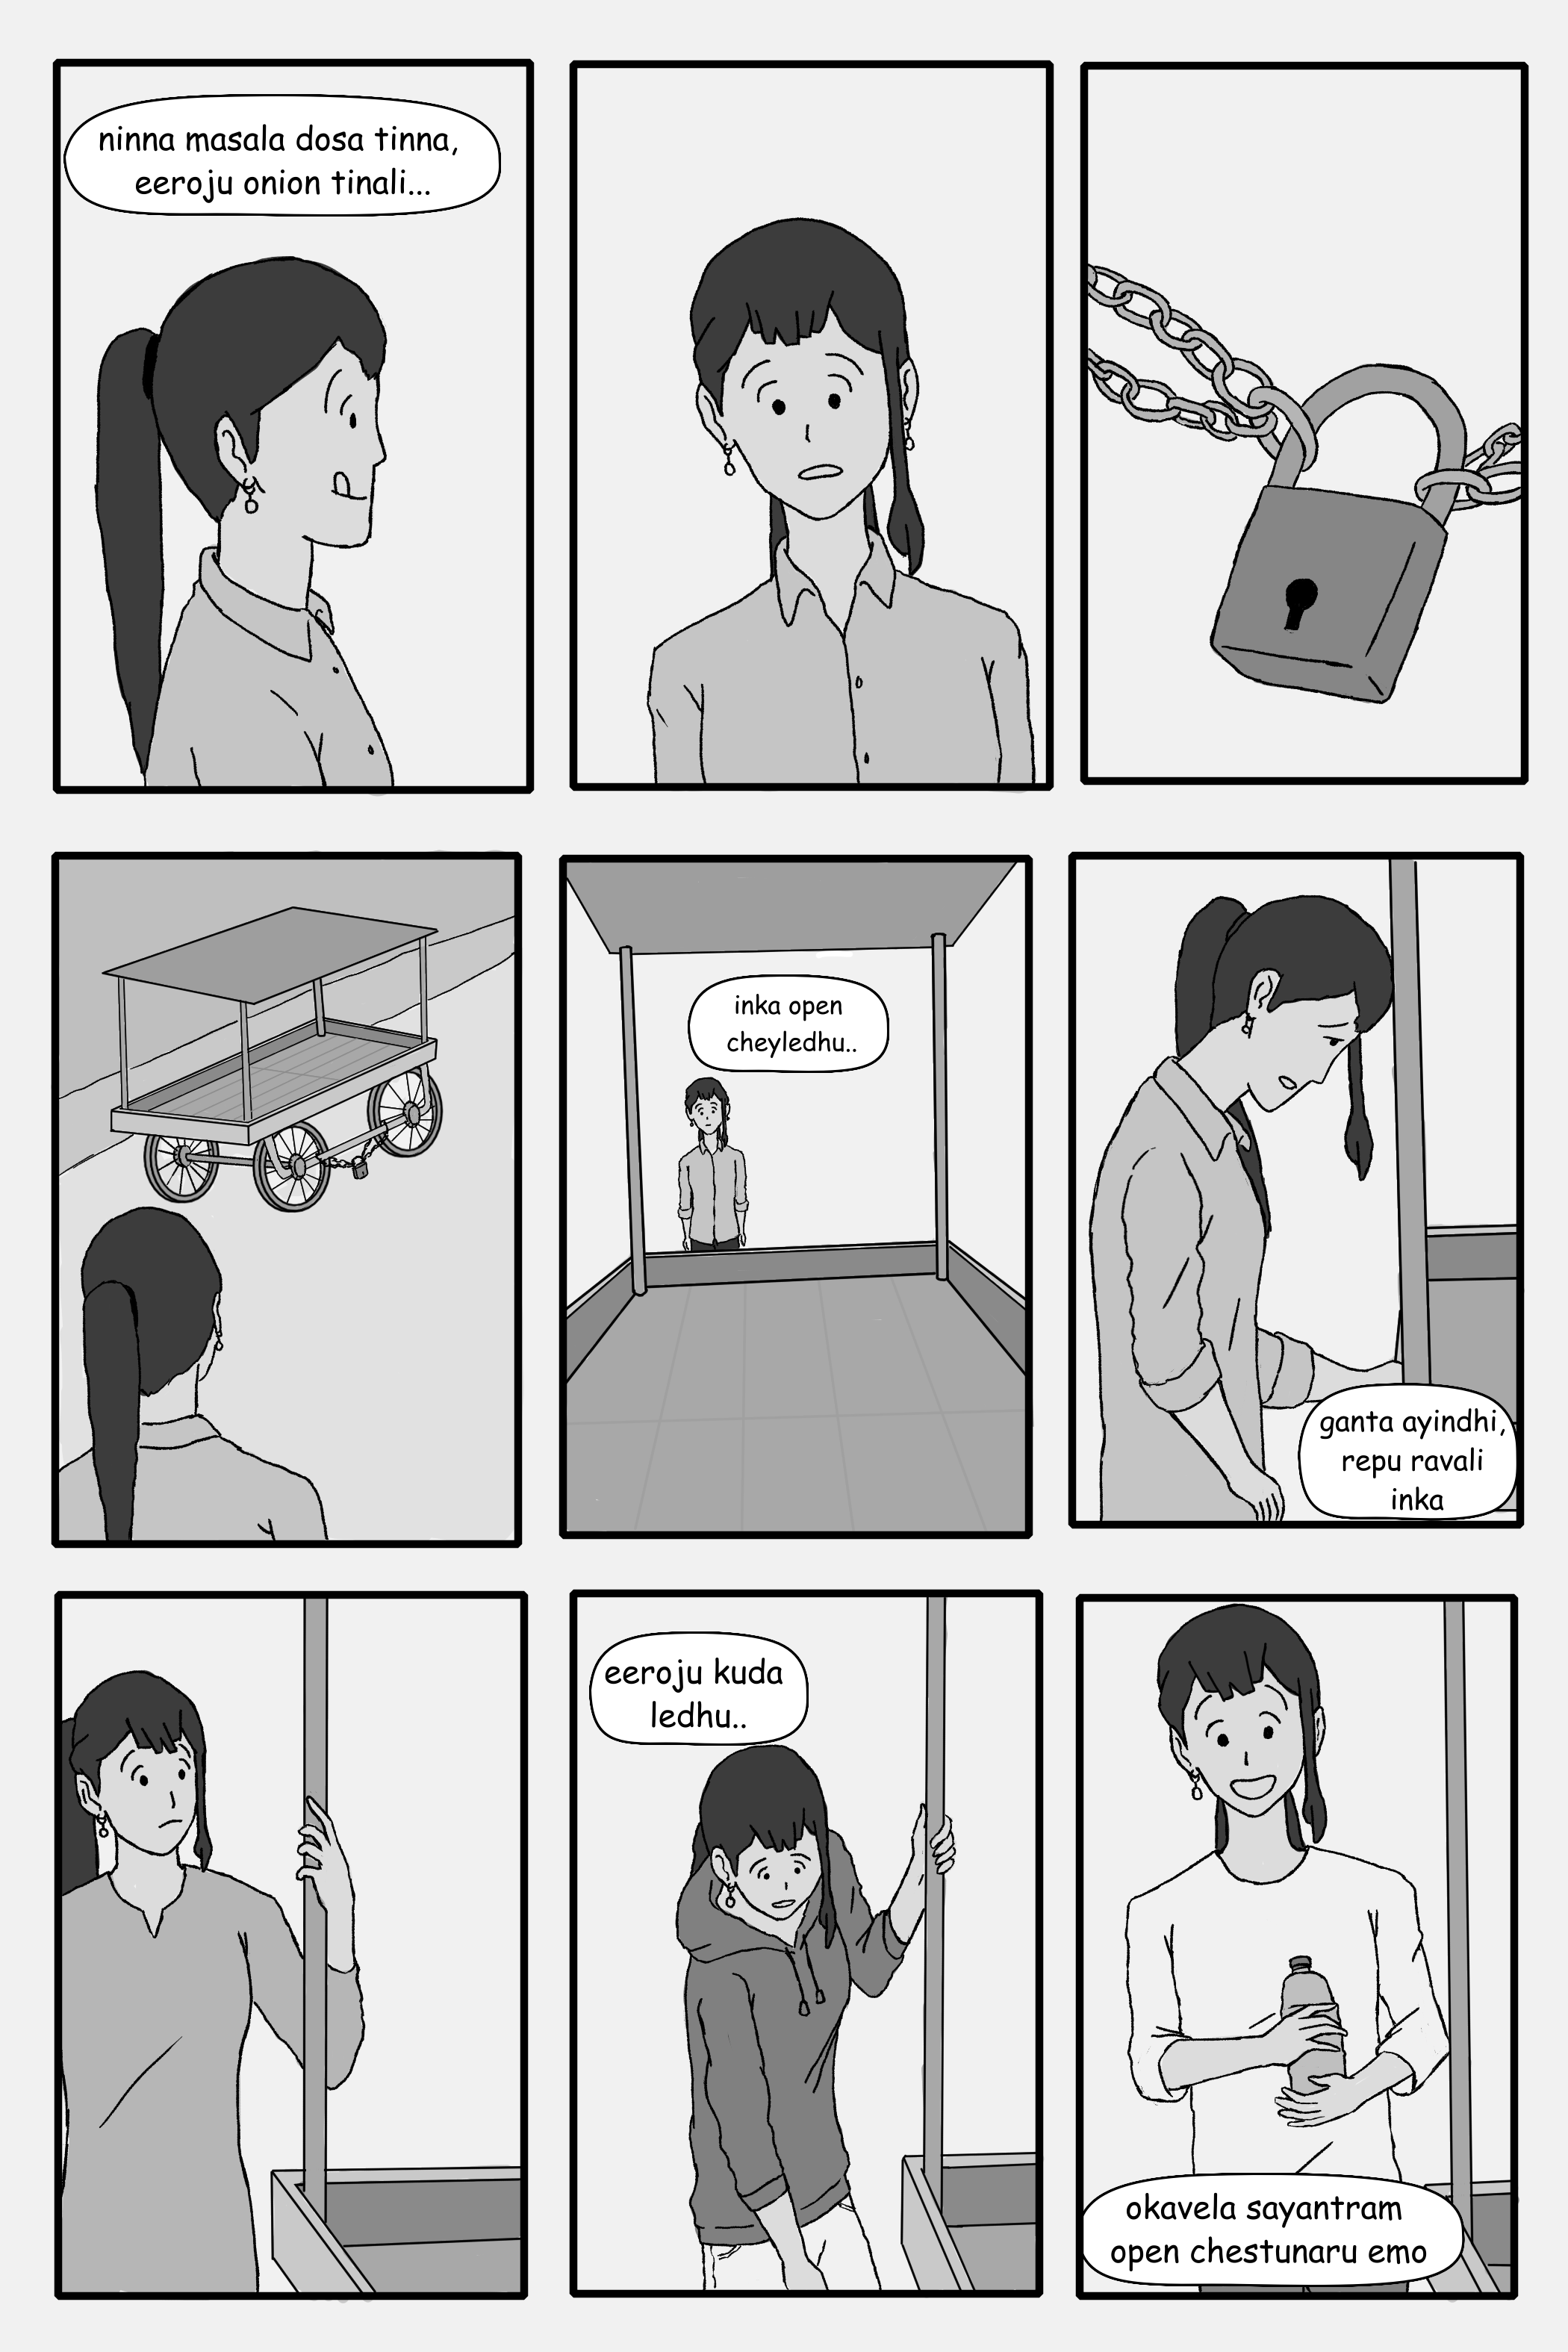 ninna masala dosa tinna,
eeroju onion tinali...
inka open
cheyledhu..
ganta ayindhi,
repu ravali
inka
eeroju kuda
ledhu..
okavela sayantram
open chestunaru emo